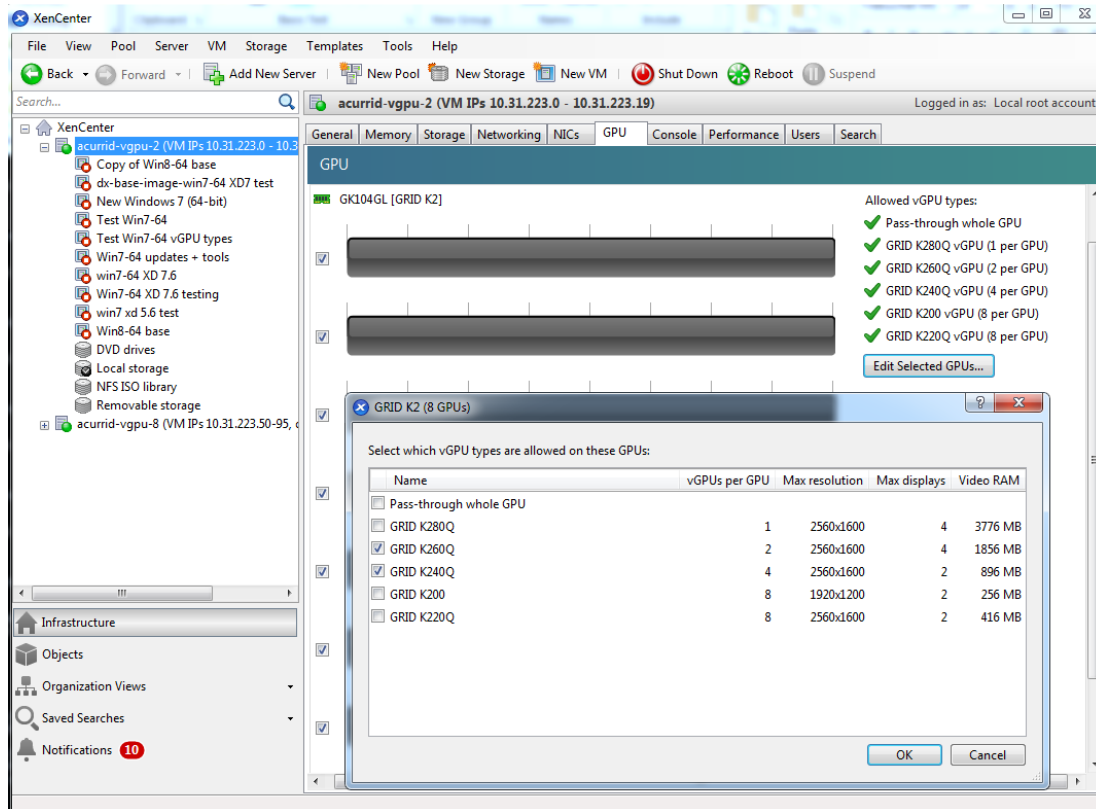 XenCenter
File View Pool Server VM Storage Templates Tools Help
Back Forward Add New Server New Pool New Storage New VM Shut Down Reboot Suspend
Search...
acurrid-vgpu-2 (VM IPs 10.31.223.0 - 10.31.223.19)
Logged in as: Local root account
XenCenter
acurrid-vgpu-2 (VM IPs 10.31.223.0 - 10.3
Copy of Win8-64 base
dx-base-image-win7-64 XD7 test
New Windows 7 (64-bit)
Test Win7-64
Test Win7-64 vGPU types
Win7-64 updates + tools
win7-64 XD 7.6
Win7-64 XD 7.6 testing
win7 xd 5.6 test
Win8-64 base
DVD drives
Local storage
NFS ISO library
Removable storage
acurrid-vgpu-8 (VM IPs 10.31.223.50-95, c
Infrastructure
Objects
Organization Views
Saved Searches
Notifications 10
General Memory Storage Networking NICs GPU Console Performance Users Search
GPU
GK104GL [GRID K2]
Allowed vGPU types:
Pass-through whole GPU
GRID K280Q vGPU (1 per GPU)
GRID K260Q vGPU (2 per GPU)
GRID K240Q vGPU (4 per GPU)
GRID K200 vGPU (8 per GPU)
GRID K220Q vGPU (8 per GPU)
Edit Selected GPUs...
GRID K2 (8 GPUs)
Select which vGPU types are allowed on these GPUs:
Name vGPUs per GPU Max resolution Max displays Video RAM
Pass-through whole GPU
GRID K280Q 1 2560x1600 4 3776 MB
GRID K260Q 2 2560x1600 4 1856 MB
GRID K240Q 4 2560x1600 2 896 MB
GRID K200 8 1920x1200 2 256 MB
GRID K220Q 8 2560x1600 2 416 MB
OK Cancel